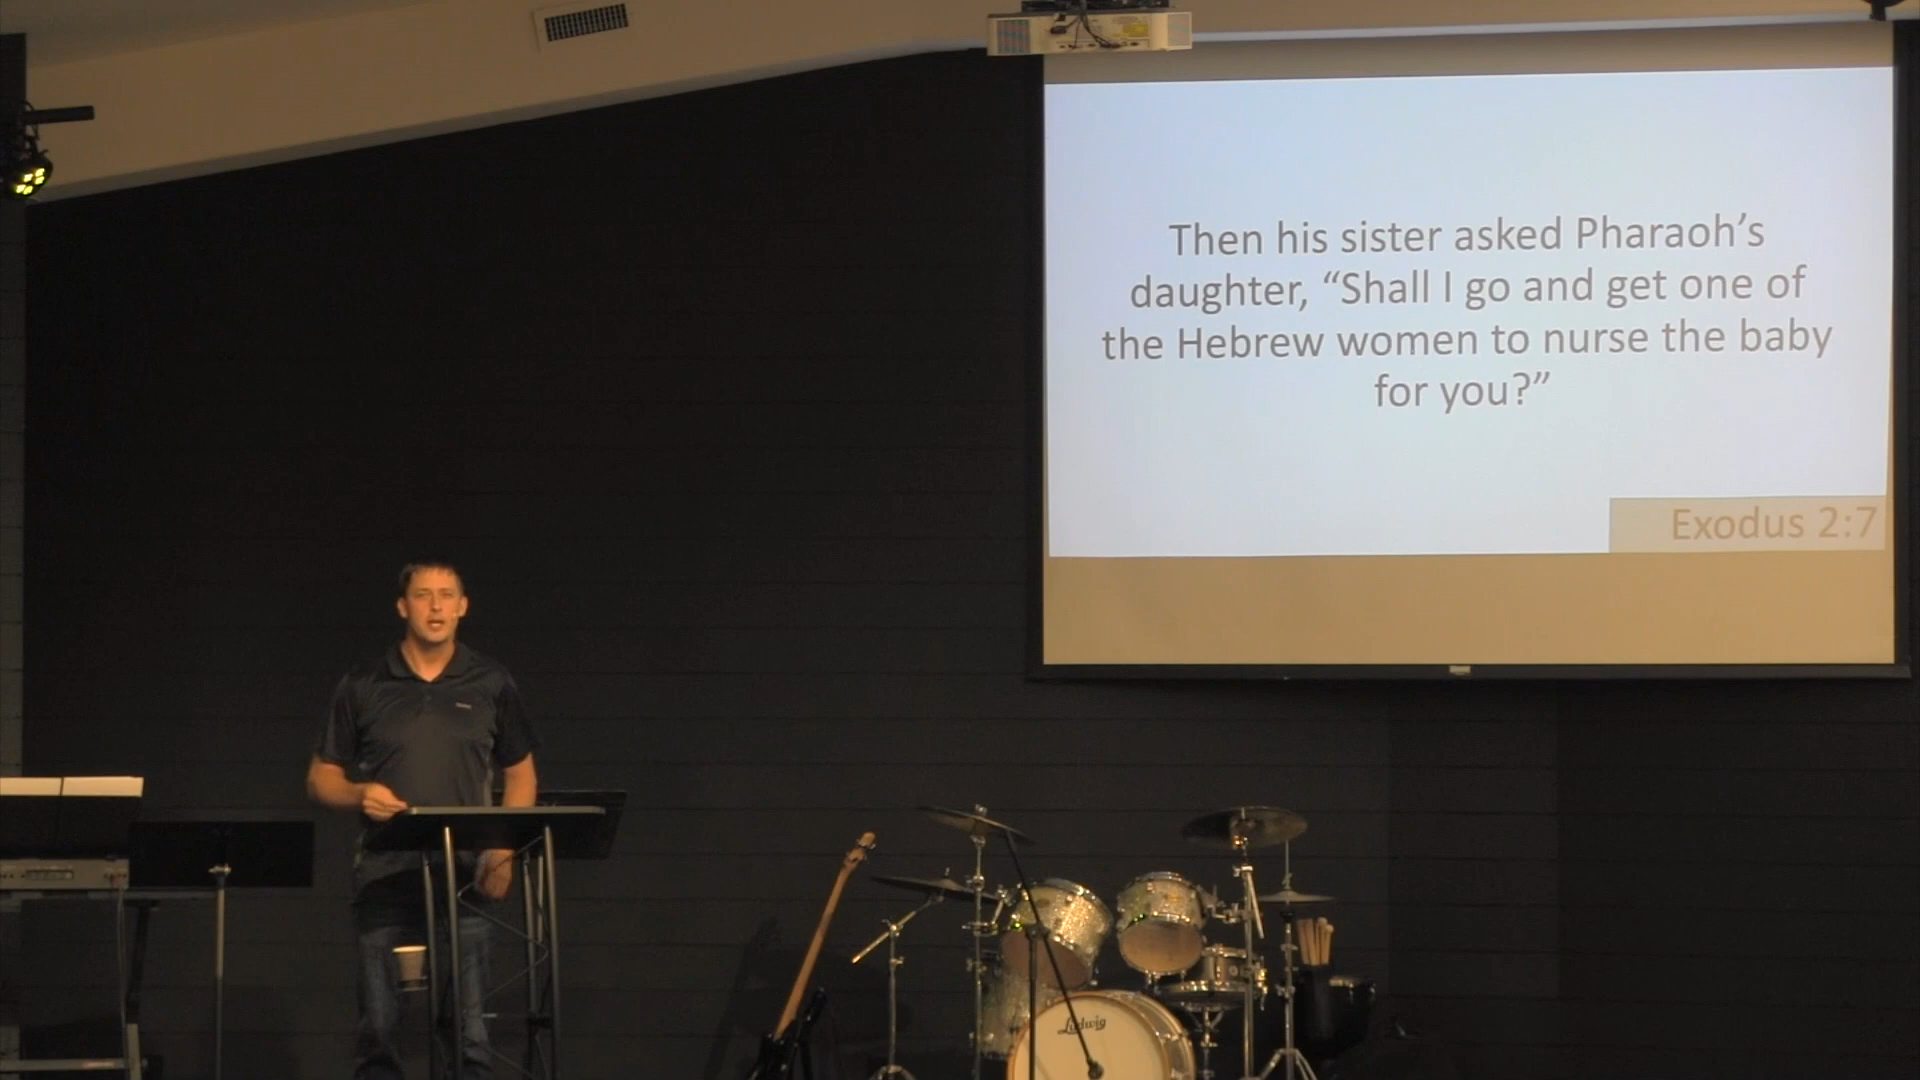 Then his sister asked Pharaoh’s
daughter, “Shall I go and get one of
the Hebrew women to nurse the baby
for you?”
Exodus 2:7
Ludwig